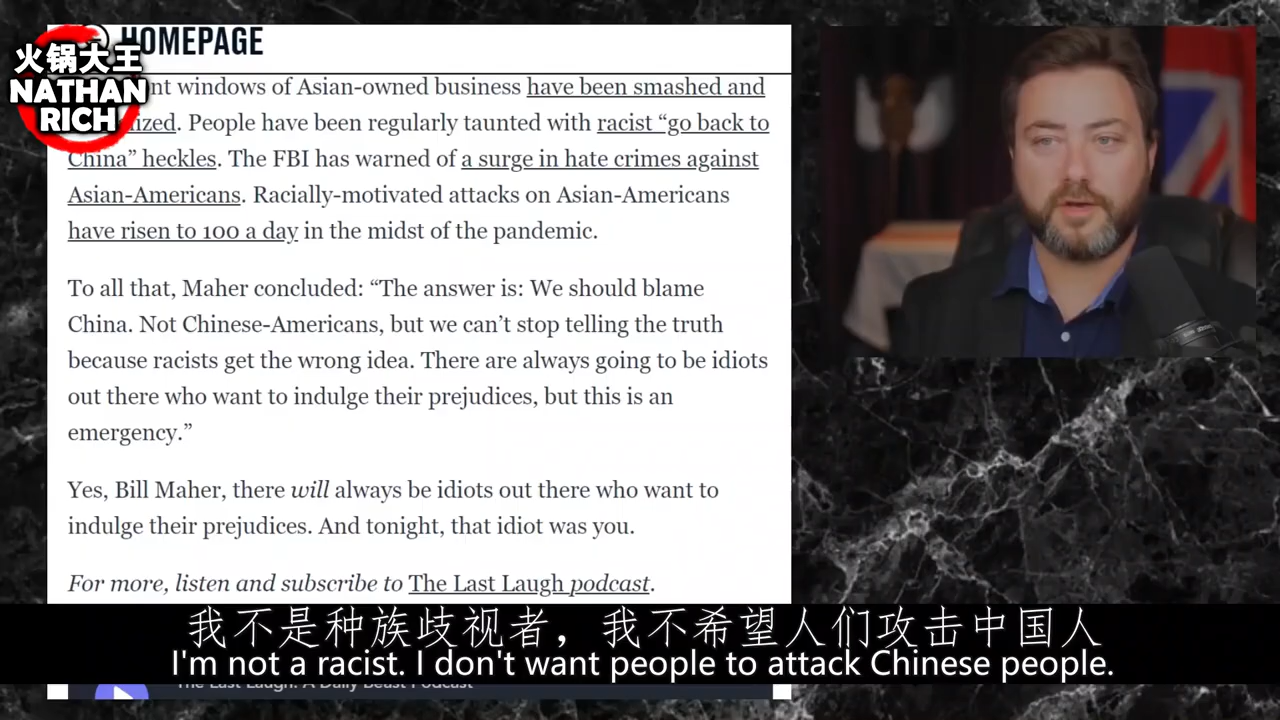 火锅大王
NATHAN
RICH
HOMEPAGE
windows of Asian-owned business have been smashed and
. People have been regularly taunted with racist “go back to
China” heckles. The FBI has warned of a surge in hate crimes against
Asian-Americans. Racially-motivated attacks on Asian-Americans
have risen to 100 a day in the midst of the pandemic.
To all that, Maher concluded: “The answer is: We should blame
China. Not Chinese-Americans, but we can’t stop telling the truth
because racists get the wrong idea. There are always going to be idiots
out there who want to indulge their prejudices, but this is an
emergency.”
Yes, Bill Maher, there will always be idiots out there who want to
indulge their prejudices. And tonight, that idiot was you.
For more, listen and subscribe to The Last Laugh podcast.
我不是种族歧视者，我不希望人们攻击中国人
I'm not a racist. I don't want people to attack Chinese people.
The Last Laugh: A Daily Beast Podcast